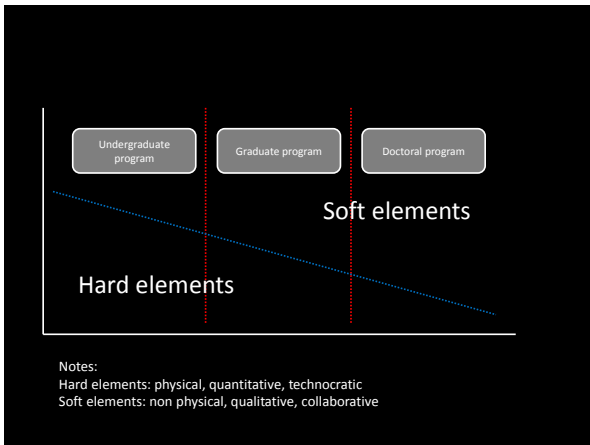 Undergraduate
program
Graduate program
Doctoral program
Soft elements
Hard elements
Notes:
Hard elements: physical, quantitative, technocratic
Soft elements: non physical, qualitative, collaborative